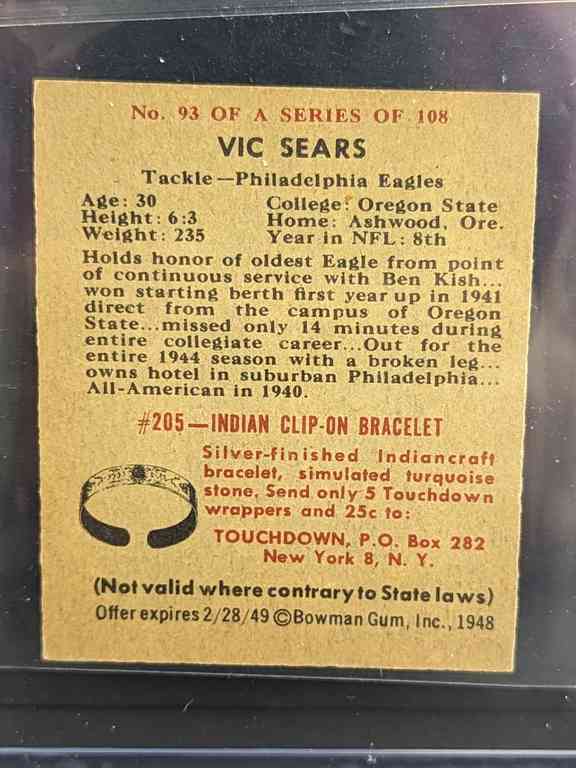 No. 93 OF A SERIES OF 108
VIC SEARS
Tackle—Philadelphia Eagles
Age: 30 College: Oregon State
Height: 6:3 Home: Ashwood, Ore.
Weight: 235 Year in NFL: 8th
Holds honor of oldest Eagle from point
of continuous service with Ben Kish...
won starting berth first year up in 1941
direct from the campus of Oregon
State...missed only 14 minutes during
entire collegiate career...Out for the
entire 1944 season with a broken leg...
owns hotel in suburban Philadelphia...
All-American in 1940.
#205—INDIAN CLIP-ON BRACELET
Silver-finished Indiancraft
bracelet, simulated turquoise
stone. Send only 5 Touchdown
wrappers and 25c to:
TOUCHDOWN, P.O. Box 282
New York 8, N. Y.
(Not valid where contrary to State laws)
Offer expires 2/28/49 ©Bowman Gum, Inc., 1948